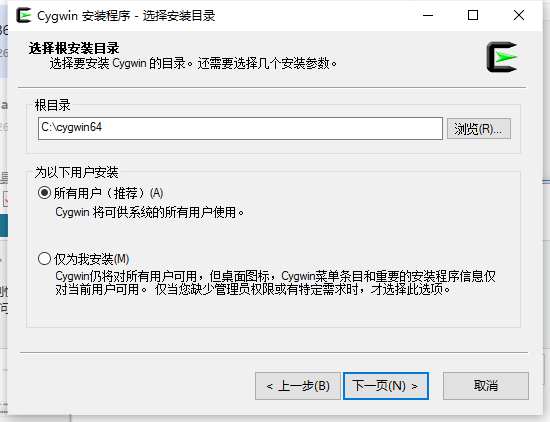 Cygwin 安装程序 - 选择安装目录
选择根安装目录
选择要安装 Cygwin 的目录。还需要选择几个安装参数。
根目录
C:\cygwin64
浏览(R)...
为以下用户安装
所有用户（推荐）(A)
Cygwin 将可供系统的所有用户使用。
仅为我安装(M)
Cygwin仍将对所有用户可用，但桌面图标，Cygwin菜单条目和重要的安装程序信息仅
对当前用户可用。 仅当您缺少管理员权限或有特定需求时，才选择此选项。
< 上一步(B)
下一页(N) >
取消